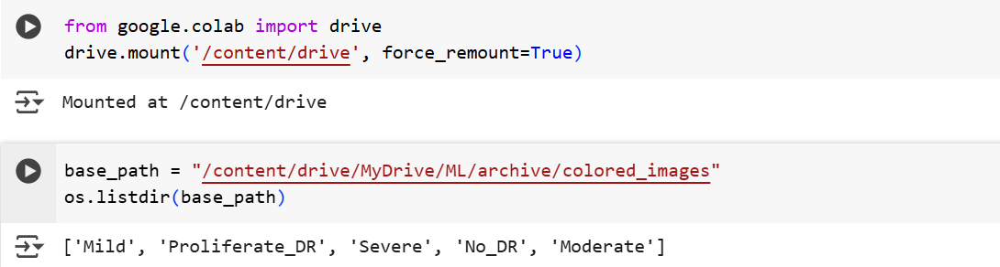 from google.colab import drive
drive.mount('/content/drive', force_remount=True)
Mounted at /content/drive
base_path = "/content/drive/MyDrive/ML/archive/colored_images"
os.listdir(base_path)
['Mild', 'Proliferate_DR', 'Severe', 'No_DR', 'Moderate']